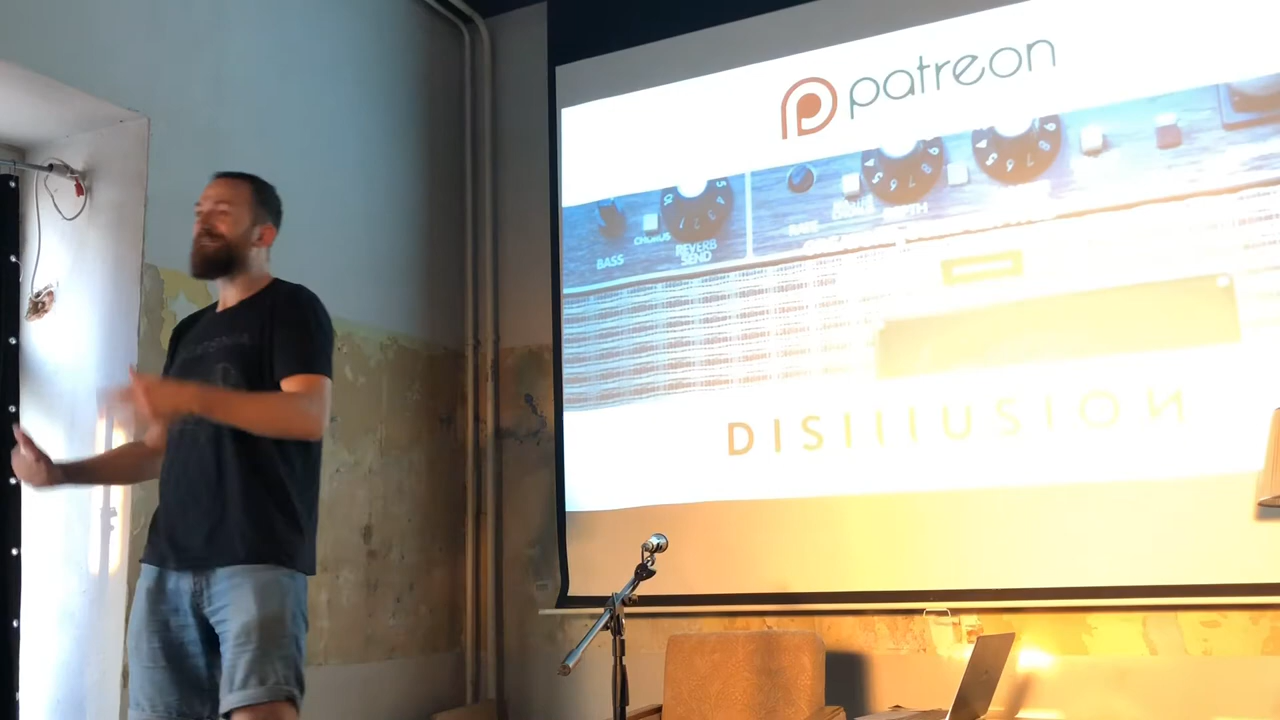 patreon
BASS
CHORUS
REVERB
SEND
DEPTH
DISIllUSION